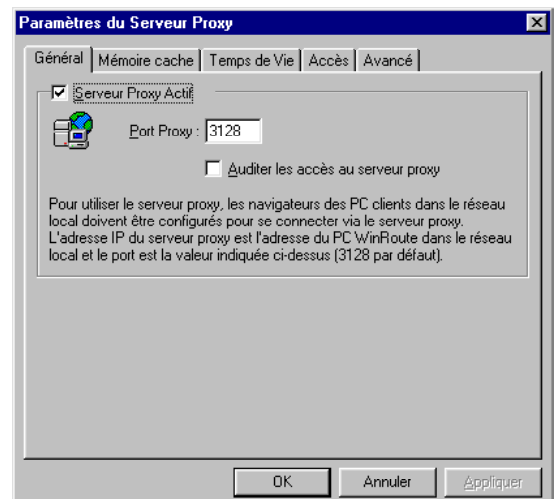 Paramètres du Serveur Proxy
Général Mémoire cache Temps de Vie Accès Avancé
Serveur Proxy Actif
Port Proxy : 3128
Auditer les accès au serveur proxy
Pour utiliser le serveur proxy, les navigateurs des PC clients dans le réseau
local doivent être configurés pour se connecter via le serveur proxy.
L'adresse IP du serveur proxy est l'adresse du PC WinRoute dans le réseau
local et le port est la valeur indiquée ci-dessus (3128 par défaut).
OK Annuler Appliquer